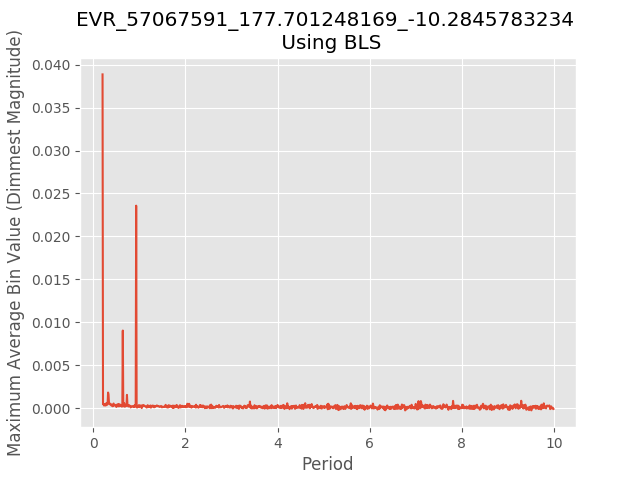 EVR_57067591_177.701248169_-10.2845783234
Using BLS
Maximum Average Bin Value (Dimmest Magnitude)
0.040
0.035
0.030
0.025
0.020
0.015
0.010
0.005
0.000
0 2 4 6 8 10
Period